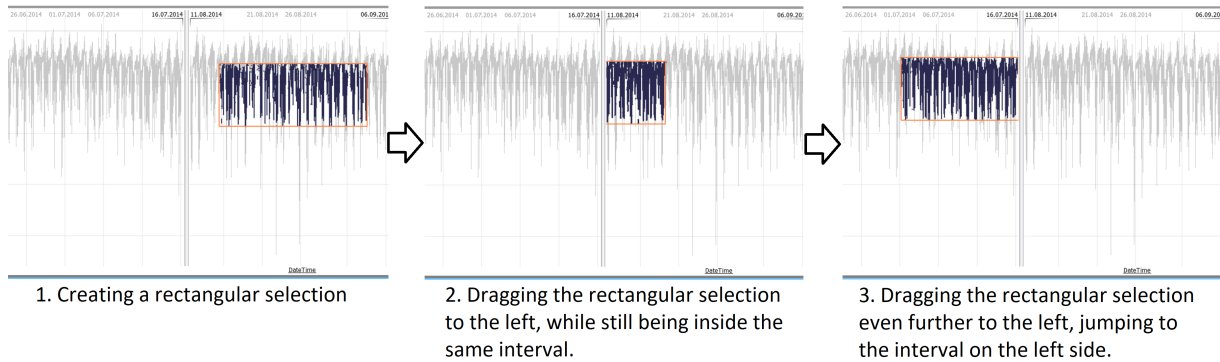 26.06.2014 01.07.2014 06.07.2014 16.07.2014 11.08.2014 21.08.2014 26.08.2014 06.09.201
26.06.2014 01.07.2014 06.07.2014 16.07.2014 11.08.2014 21.08.2014 26.08.2014 06.09.201
26.06.2014 01.07.2014 06.07.2014 16.07.2014 11.08.2014 21.08.2014 26.08.2014 06.09.20
DateTime
DateTime
DateTime
1. Creating a rectangular selection
2. Dragging the rectangular selection
to the left, while still being inside the
same interval.
3. Dragging the rectangular selection
even further to the left, jumping to
the interval on the left side.